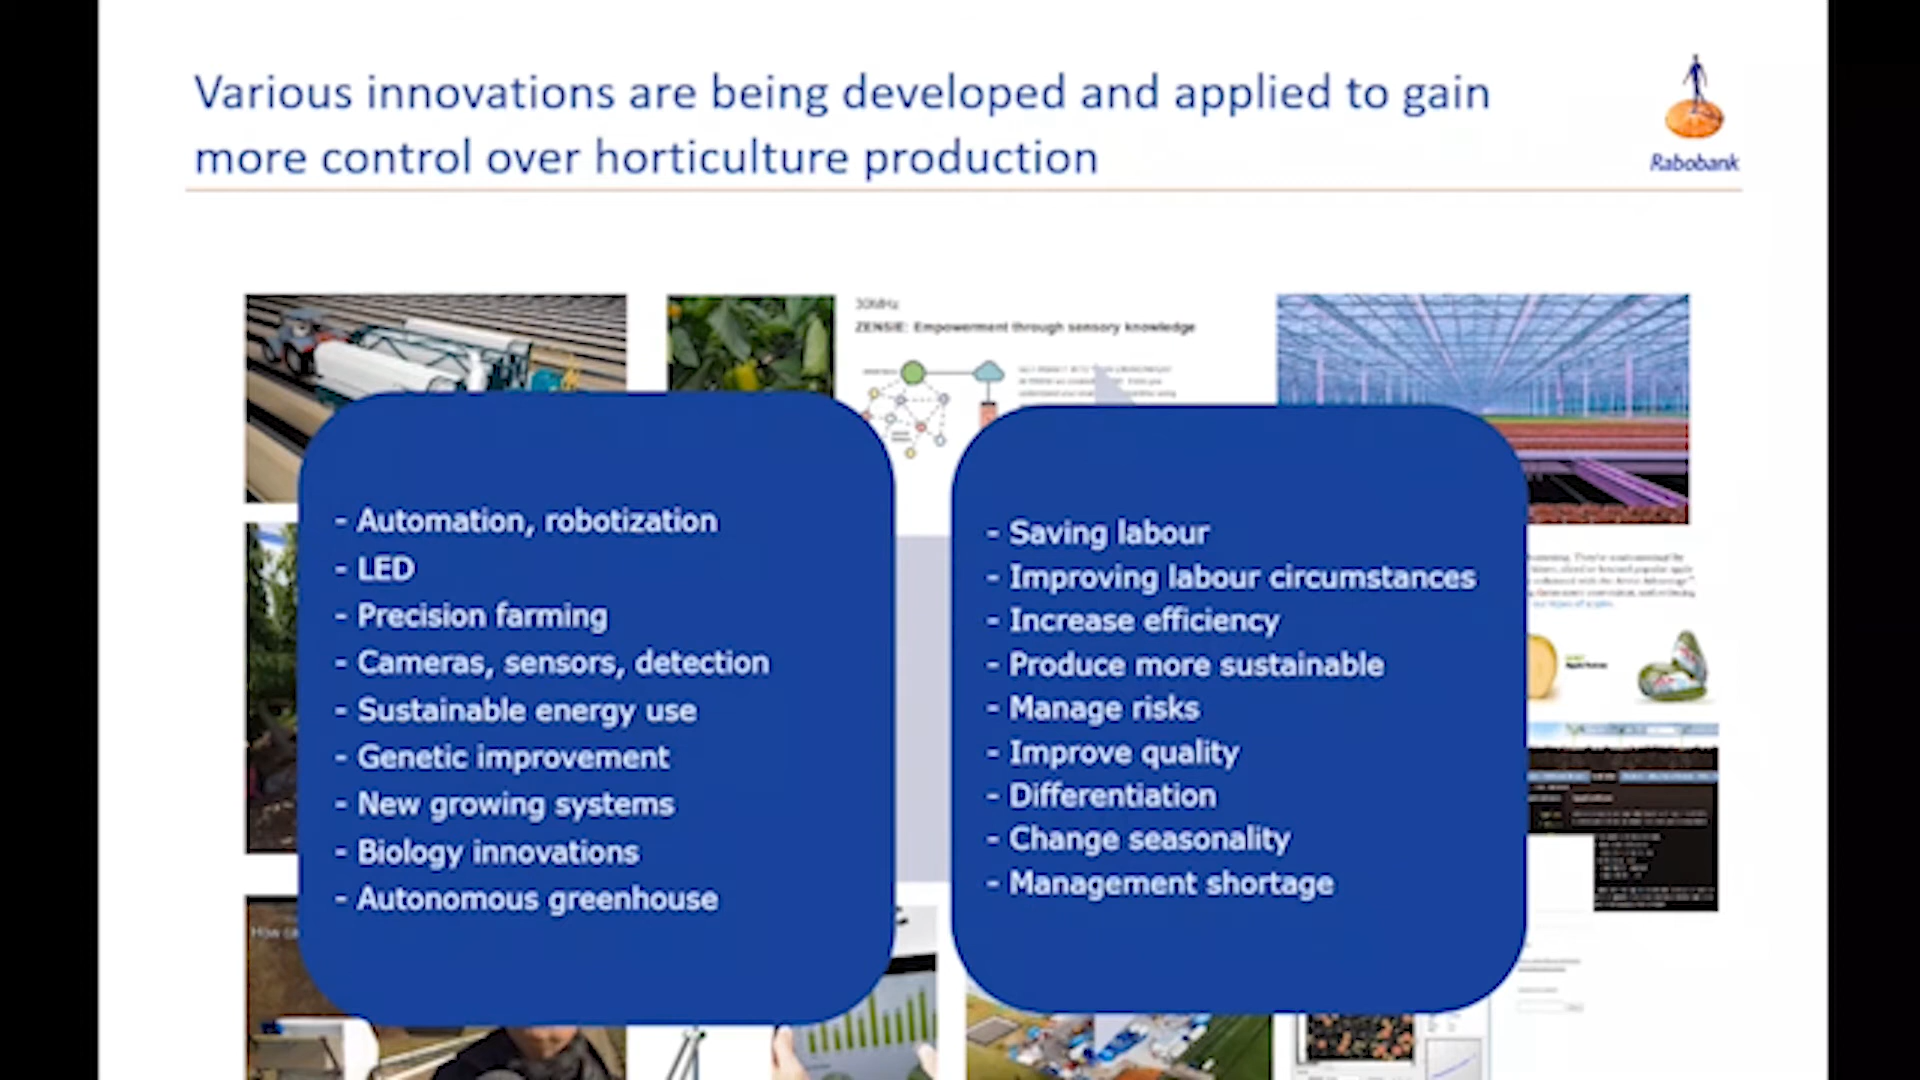 Various innovations are being developed and applied to gain
more control over horticulture production
Rabobank
30MHz
ZENSIE: Empowerment through sensory knowledge
- Automation, robotization
- LED
- Precision farming
- Cameras, sensors, detection
- Sustainable energy use
- Genetic improvement
- New growing systems
- Biology innovations
- Autonomous greenhouse
- Saving labour
- Improving labour circumstances
- Increase efficiency
- Produce more sustainable
- Manage risks
- Improve quality
- Differentiation
- Change seasonality
- Management shortage
How